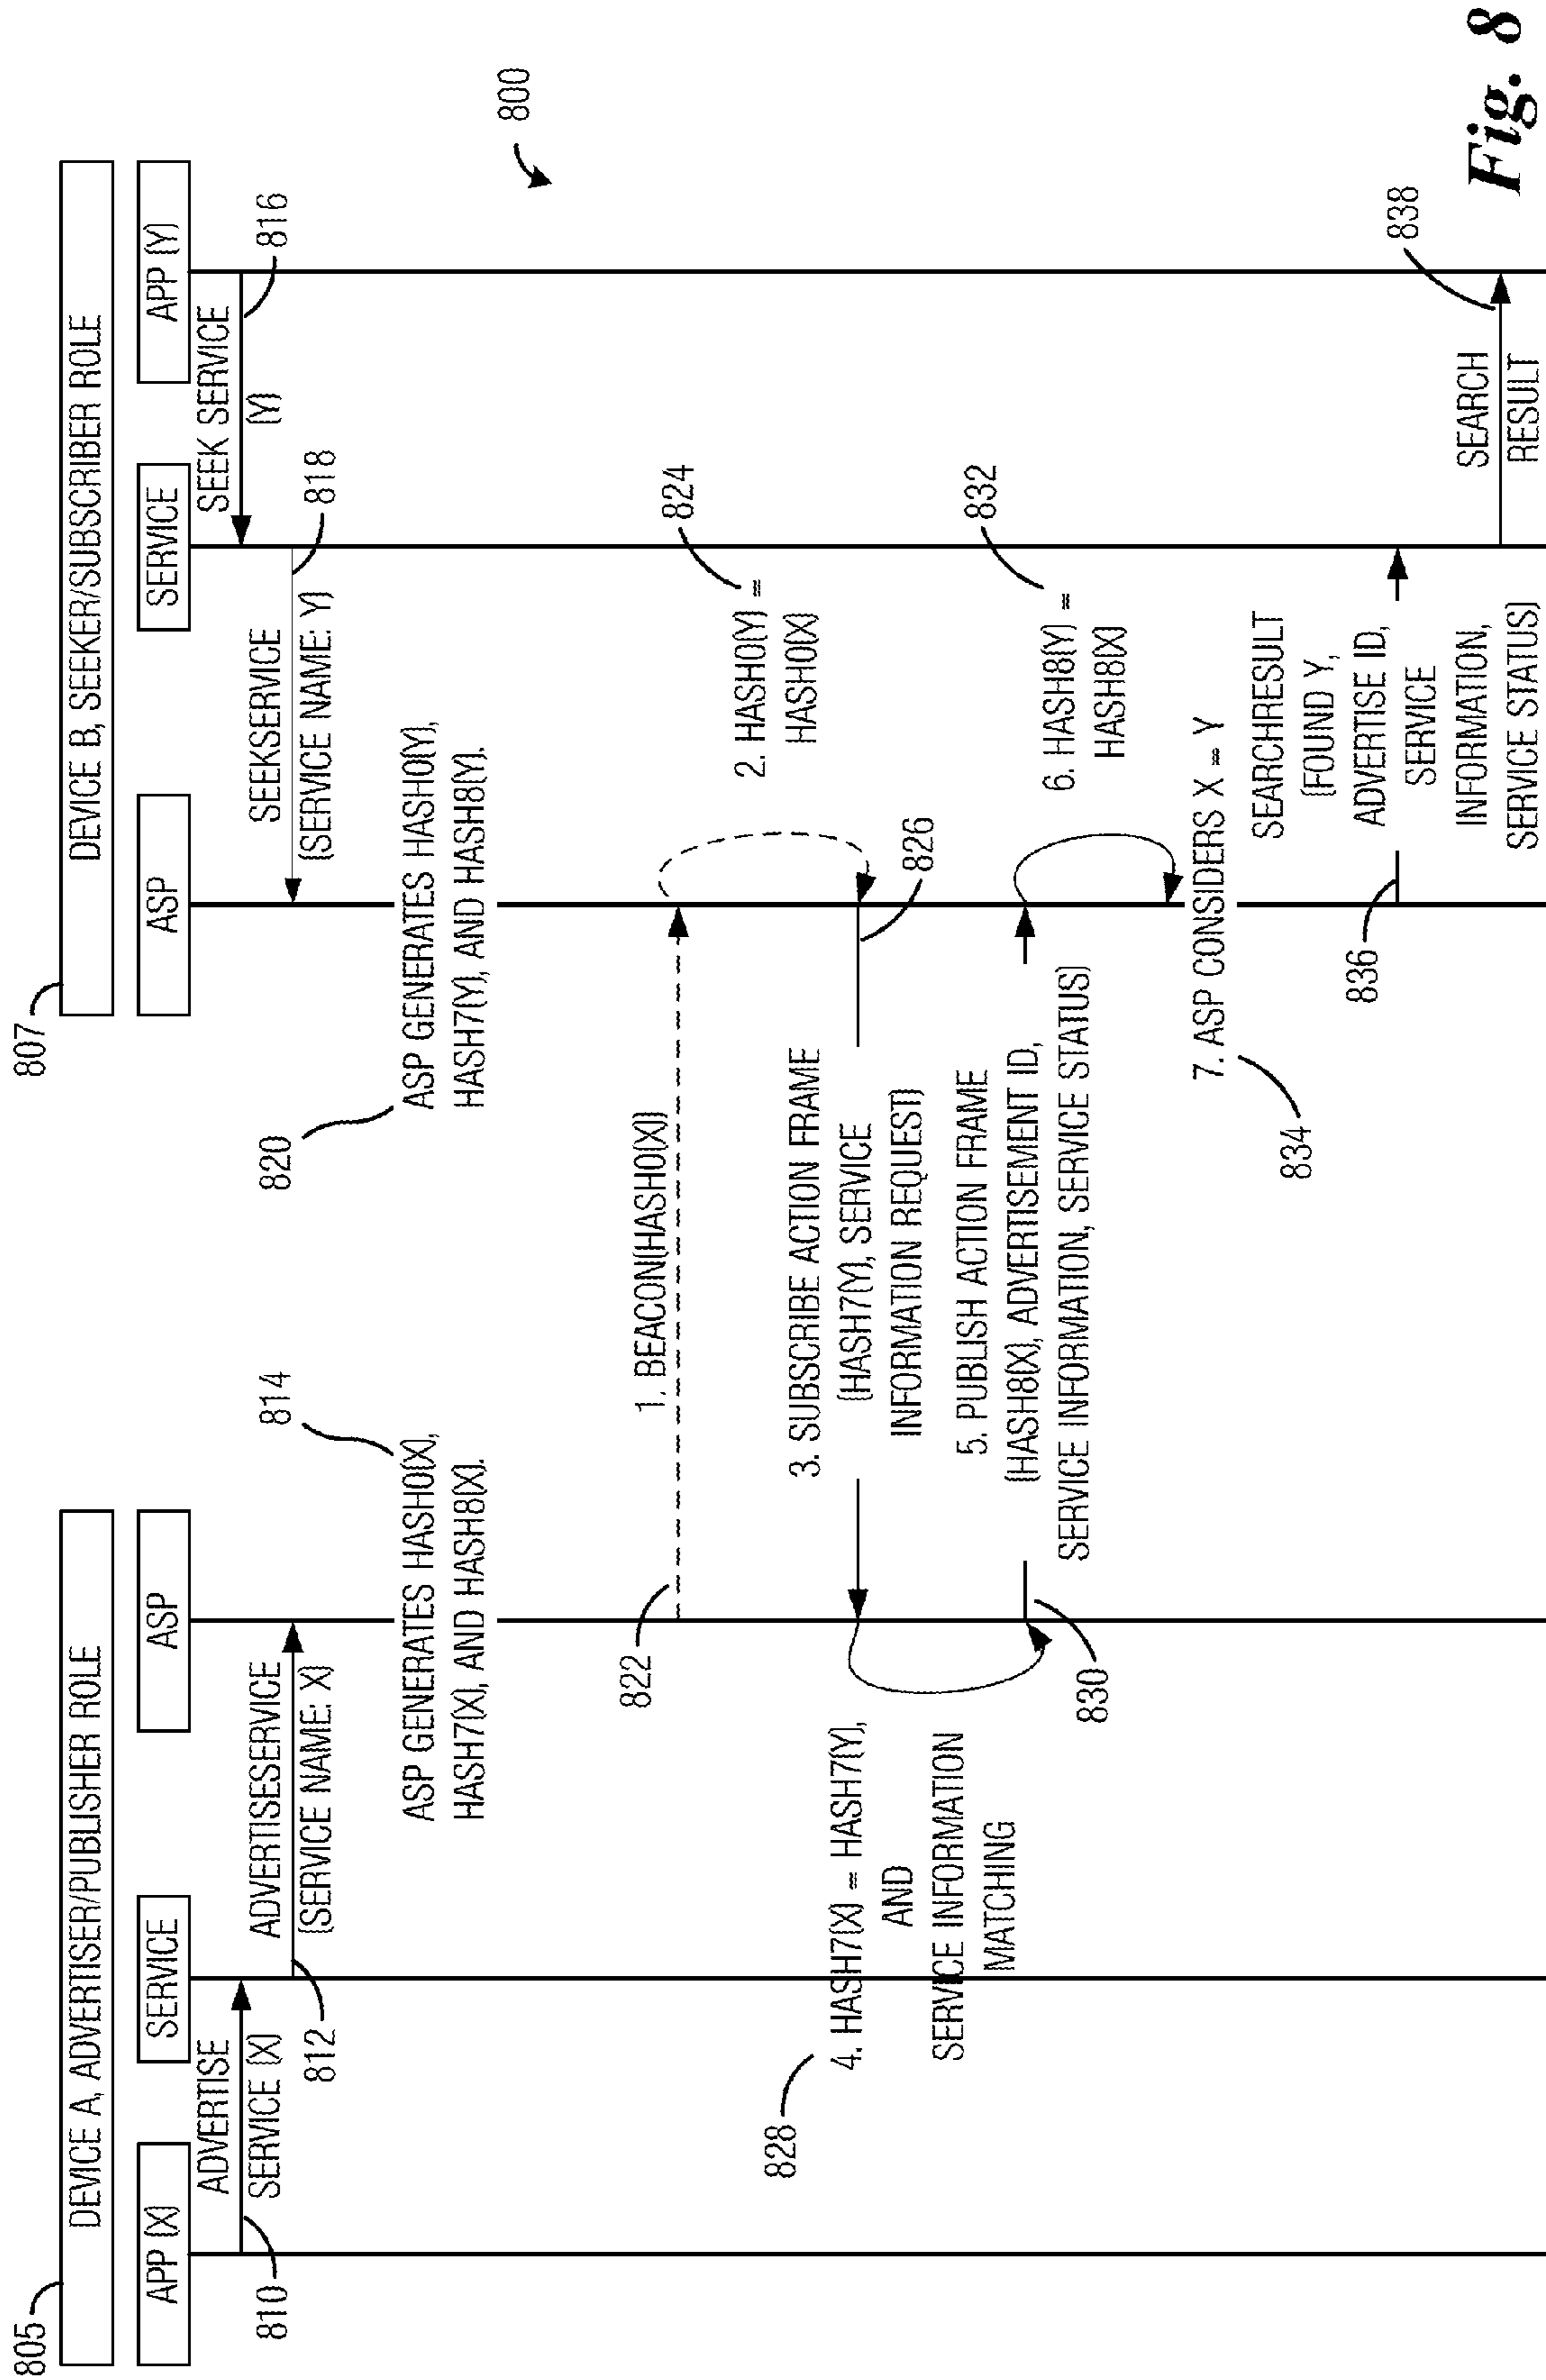 805
DEVICE A, ADVERTISER/PUBLISHER ROLE
807
DEVICE B, SEEKER/SUBSCRIBER ROLE
APP (X)
SERVICE
ASP
ASP
SERVICE
APP (Y)
ADVERTISE
SERVICE (X)
810
ADVERTISESERVICE
(SERVICE NAME: X)
812
SEEK SERVICE
(Y)
816
SEEKSERVICE
(SERVICE NAME: Y)
818
814
ASP GENERATES HASH0(X),
HASH7(X), AND HASH8(X).
820
ASP GENERATES HASH0(Y),
HASH7(Y), AND HASH8(Y).
800
822
1. BEACON(HASH0(X))
824
2. HASH0(Y) =
HASH0(X)
3. SUBSCRIBE ACTION FRAME
(HASH7(Y), SERVICE
INFORMATION REQUEST)
826
828
4. HASH7(X) = HASH7(Y),
AND
SERVICE INFORMATION
MATCHING
5. PUBLISH ACTION FRAME
(HASH8(X), ADVERTISEMENT ID,
SERVICE INFORMATION, SERVICE STATUS)
830
832
6. HASH8(Y) =
HASH8(X)
7. ASP CONSIDERS X = Y
834
SEARCHRESULT
(FOUND Y,
ADVERTISE ID,
SERVICE
INFORMATION,
SERVICE STATUS)
836
SEARCH
RESULT
838
Fig. 8